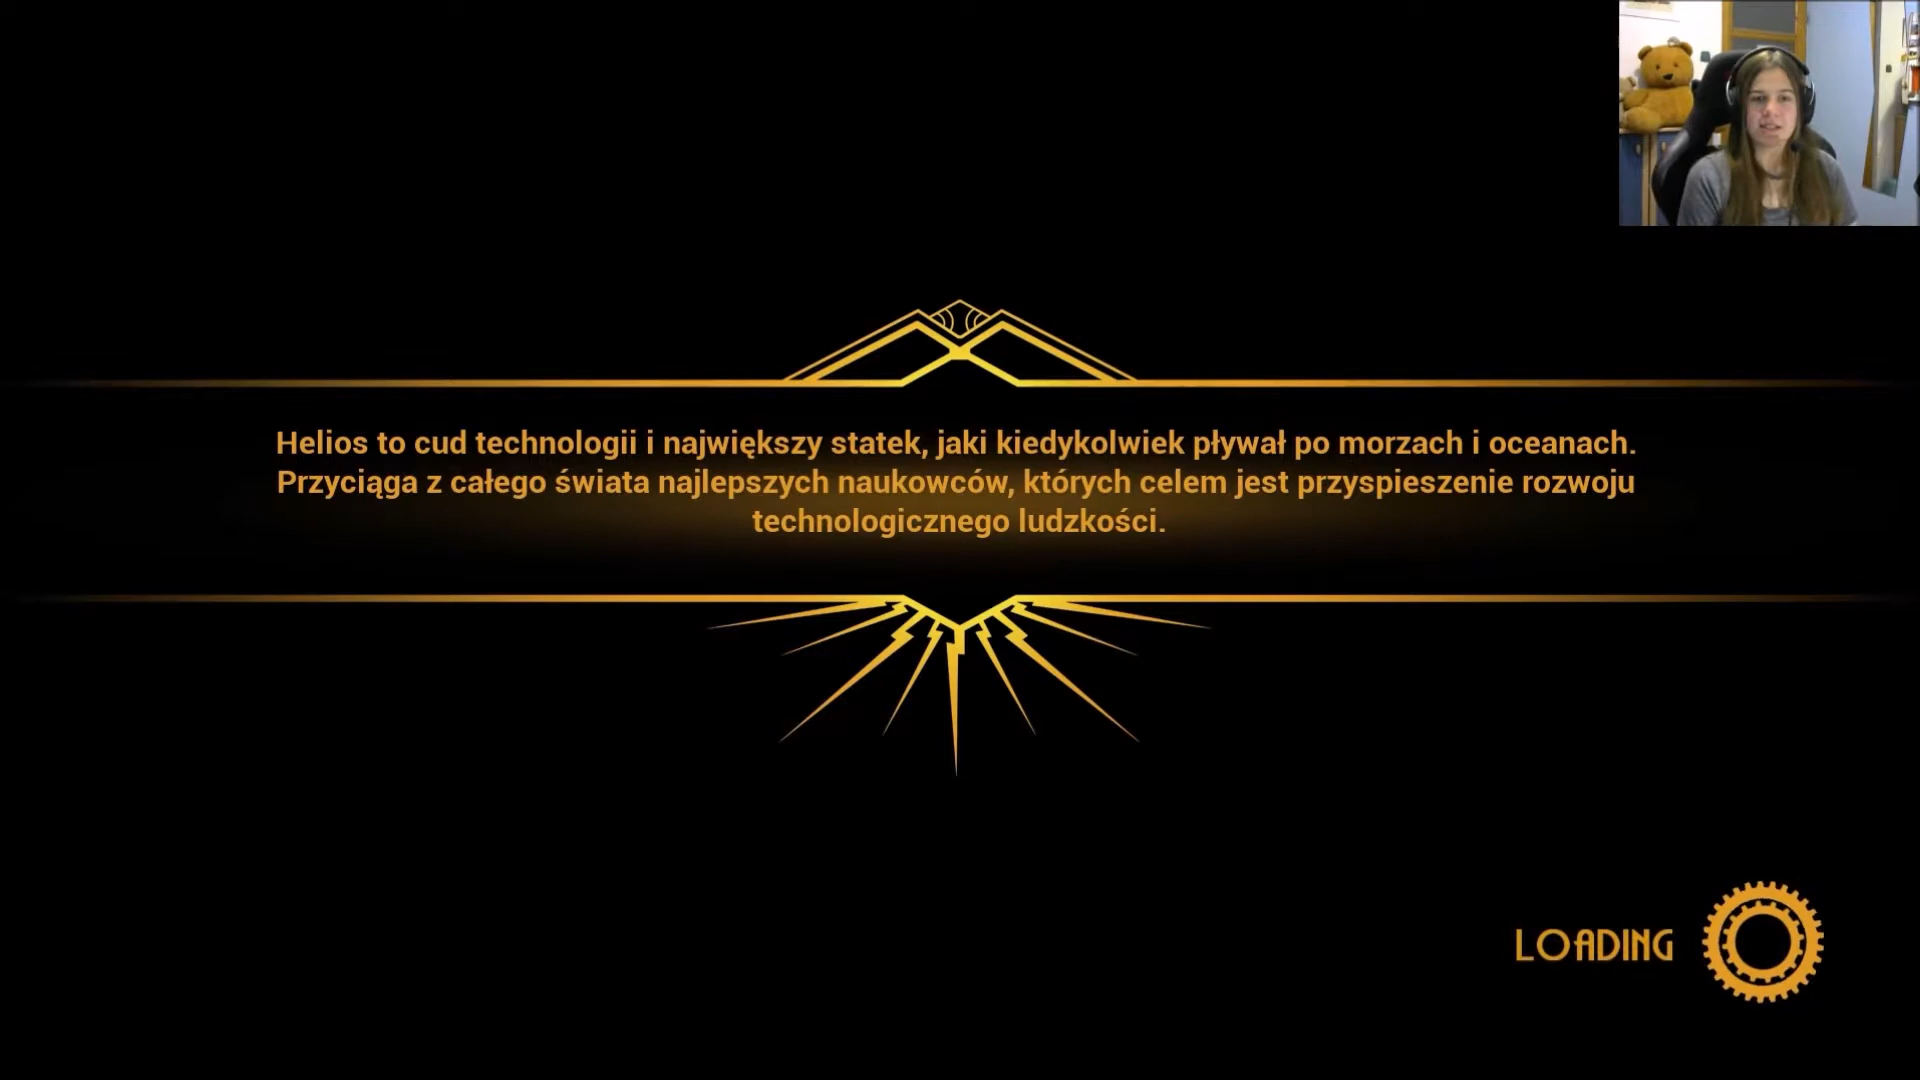 Helios to cud technologii i największy statek, jaki kiedykolwiek pływał po morzach i oceanach.
Przyciąga z całego świata najlepszych naukowców, których celem jest przyspieszenie rozwoju
technologicznego ludzkości.
LOADING